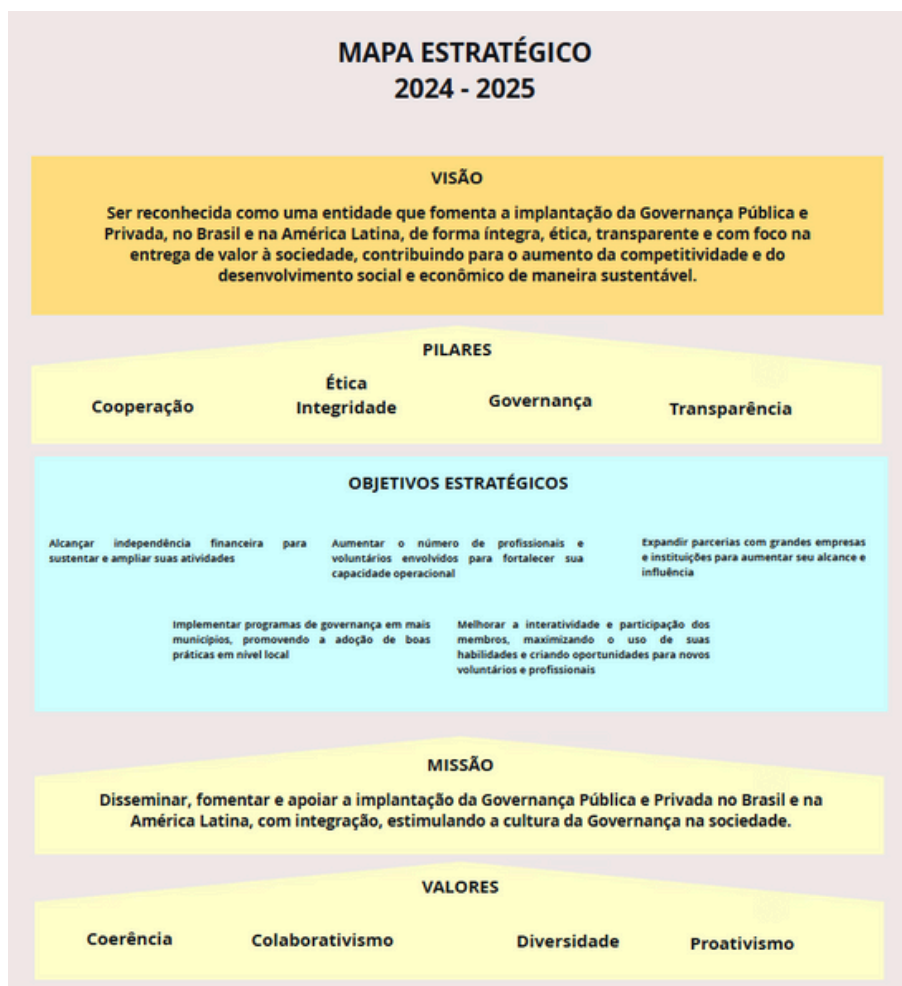 MAPA ESTRATÉGICO
2024 - 2025
VISÃO
Ser reconhecida como uma entidade que fomenta a implantação da Governança Pública e
Privada, no Brasil e na América Latina, de forma íntegra, ética, transparente e com foco na
entrega de valor à sociedade, contribuindo para o aumento da competitividade e do
desenvolvimento social e econômico de maneira sustentável.
PILARES
Cooperação
Ética
Integridade
Governança
Transparência
OBJETIVOS ESTRATÉGICOS
Alcançar independência financeira para
sustentar e ampliar suas atividades
Aumentar o número de profissionais e
voluntários envolvidos para fortalecer sua
capacidade operacional
Expandir parcerias com grandes empresas
e instituições para aumentar seu alcance e
influência
Implementar programas de governança em mais
municípios, promovendo a adoção de boas
práticas em nível local
Melhorar a interatividade e participação dos
membros, maximizando o uso de suas
habilidades e criando oportunidades para novos
voluntários e profissionais
MISSÃO
Disseminar, fomentar e apoiar a implantação da Governança Pública e Privada no Brasil e na
América Latina, com integração, estimulando a cultura da Governança na sociedade.
VALORES
Coerência
Colaborativismo
Diversidade
Proativismo